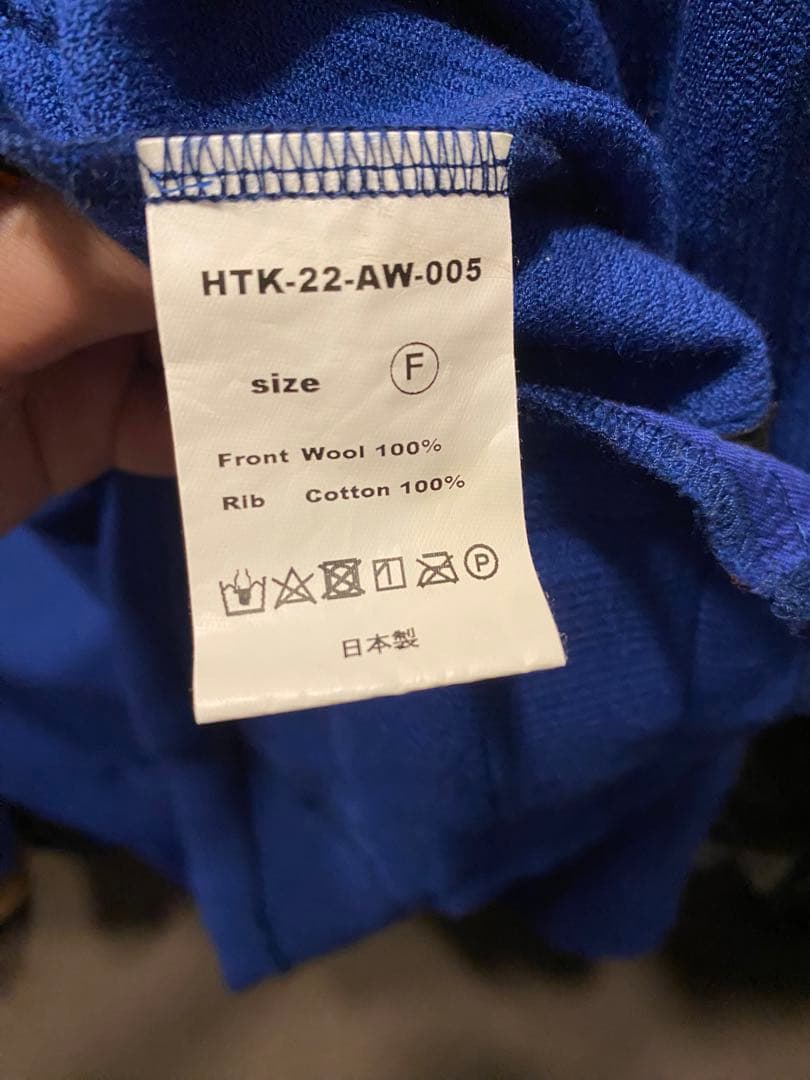 HTK-22-AW-005
size Ⓕ
Front Wool 100%
Rib Cotton 100%
Ⓟ
日本製